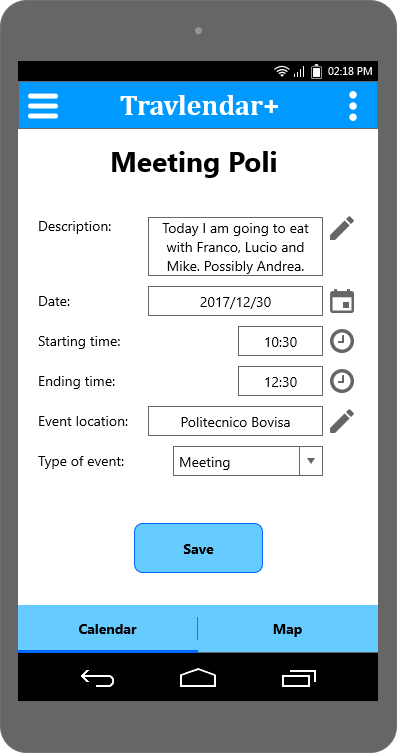 02:18 PM
Travlendar+
Meeting Poli
Description:
Today I am going to eat
with Franco, Lucio and
Mike. Possibly Andrea.
Date:
2017/12/30
Starting time:
10:30
Ending time:
12:30
Event location:
Politecnico Bovisa
Type of event:
Meeting
Save
Calendar
Map